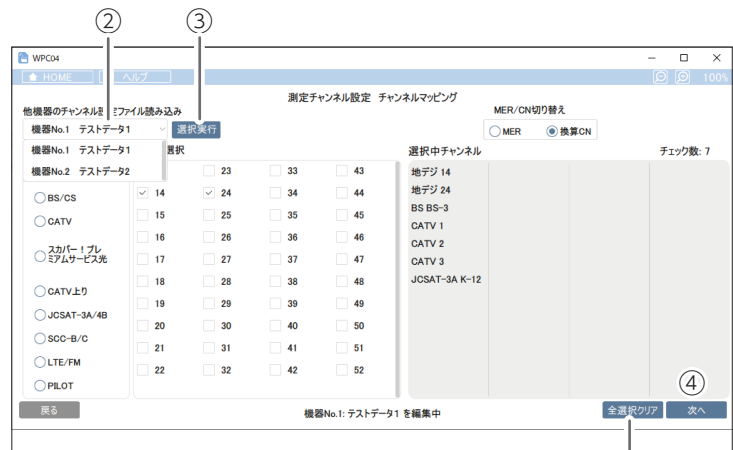 ② ③
WPC04
HOME ヘルプ 100%
測定チャンネル設定 チャンネルマッピング
他機器のチャンネル設定ファイル読み込み
MER/CN切り替え
機器No.1 テストデータ1 選択実行
MER 換算CN
機器No.1 テストデータ1
機器No.2 テストデータ2
選択
選択中チャンネル チェック数: 7
BS/CS
CATV
スカパー!プレ
ミアムサービス光
CATV上り
JCSAT-3A/4B
SCC-B/C
LTE/FM
PILOT
23 33 43
14 24 34 44
15 25 35 45
16 26 36 46
17 27 37 47
18 28 38 48
19 29 39 49
20 30 40 50
21 31 41 51
22 32 42 52
地デジ 14
地デジ 24
BS BS-3
CATV 1
CATV 2
CATV 3
JCSAT-3A K-12
④
戻る 機器No.1: テストデータ1 を編集中 全選択クリア 次へ